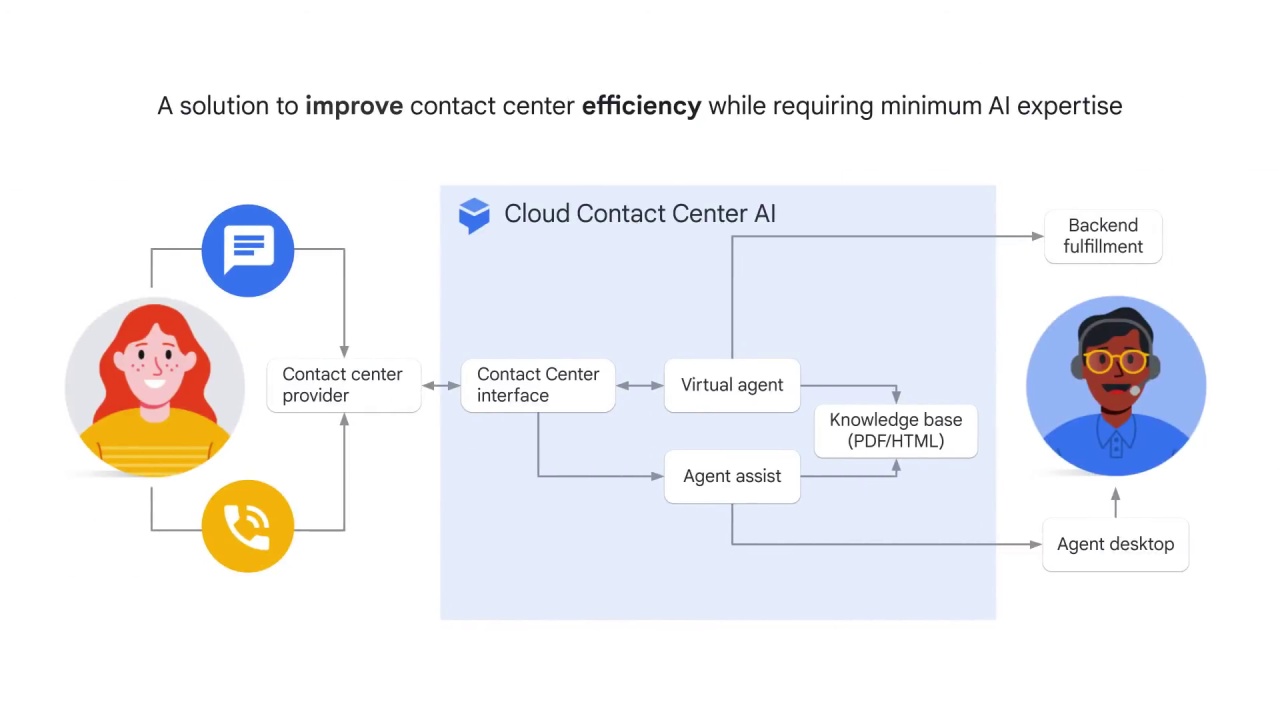 A solution to improve contact center efficiency while requiring minimum AI expertise
Cloud Contact Center AI
Backend
fulfillment
Contact center
provider
Contact Center
interface
Virtual agent
Knowledge base
(PDF/HTML)
Agent assist
Agent desktop